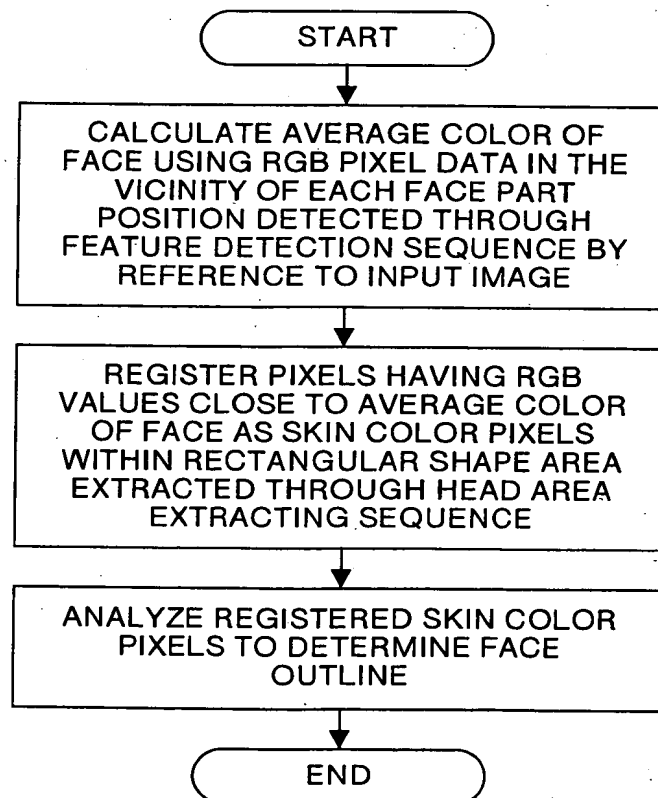 START
CALCULATE AVERAGE COLOR OF
FACE USING RGB PIXEL DATA IN THE
VICINITY OF EACH FACE PART
POSITION DETECTED THROUGH
FEATURE DETECTION SEQUENCE BY
REFERENCE TO INPUT IMAGE
REGISTER PIXELS HAVING RGB
VALUES CLOSE TO AVERAGE COLOR
OF FACE AS SKIN COLOR PIXELS
WITHIN RECTANGULAR SHAPE AREA
EXTRACTED THROUGH HEAD AREA
EXTRACTING SEQUENCE
ANALYZE REGISTERED SKIN COLOR
PIXELS TO DETERMINE FACE
OUTLINE
END